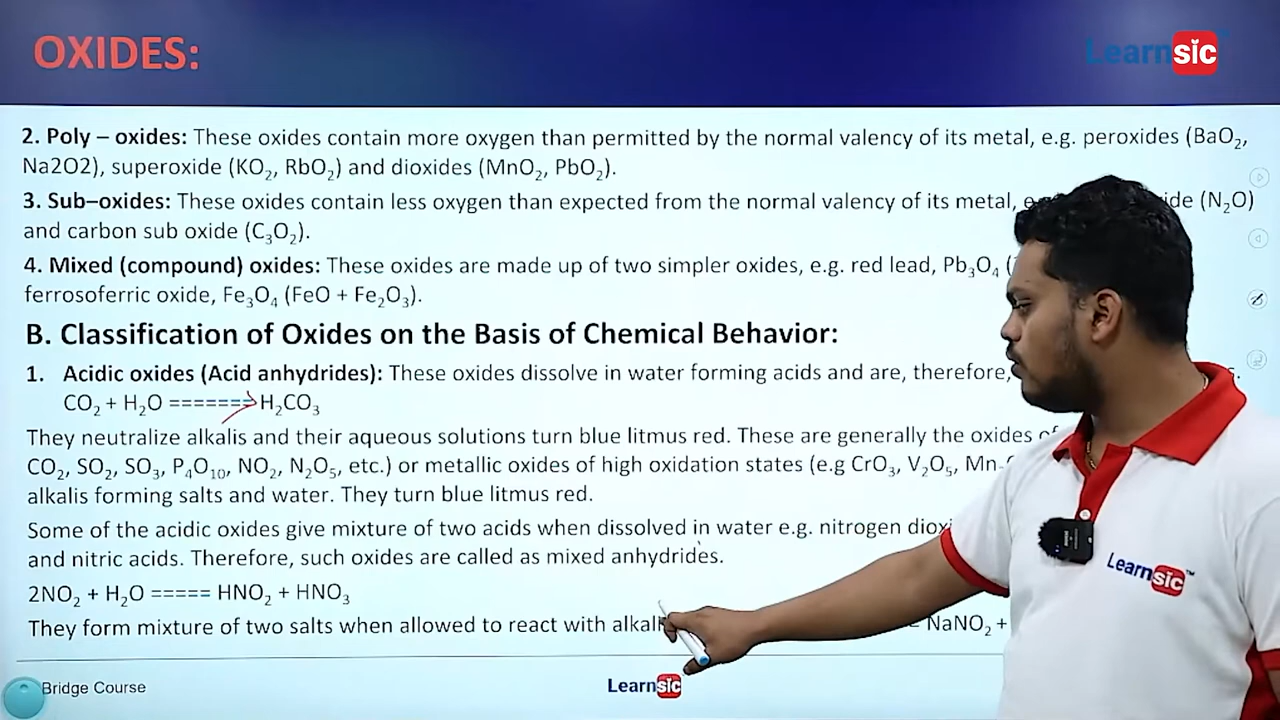 OXIDES:
Learnsic
2. Poly – oxides: These oxides contain more oxygen than permitted by the normal valency of its metal, e.g. peroxides (BaO₂,
Na2O2), superoxide (KO₂, RbO₂) and dioxides (MnO₂, PbO₂).
3. Sub–oxides: These oxides contain less oxygen than expected from the normal valency of its metal, (N₂O)
and carbon sub oxide (C₃O₂).
4. Mixed (compound) oxides: These oxides are made up of two simpler oxides, e.g. red lead, Pb₃O₄ (
ferrosoferric oxide, Fe₃O₄ (FeO + Fe₂O₃).
B. Classification of Oxides on the Basis of Chemical Behavior:
1. Acidic oxides (Acid anhydrides): These oxides dissolve in water forming acids and are, therefore,
CO₂ + H₂O ======= H₂CO₃
They neutralize alkalis and their aqueous solutions turn blue litmus red. These are generally the oxides
CO₂, SO₂, SO₃, P₄O₁₀, NO₂, N₂O₅, etc.) or metallic oxides of high oxidation states (e.g CrO₃, V₂O₅,
alkalis forming salts and water. They turn blue litmus red.
Some of the acidic oxides give mixture of two acids when dissolved in water e.g. nitrogen
and nitric acids. Therefore, such oxides are called as mixed anhydrides.
2NO₂ + H₂O ===== HNO₂ + HNO₃
They form mixture of two salts when allowed to react with NaNO₂ +
Learnsic™
Bridge Course
Learnsic